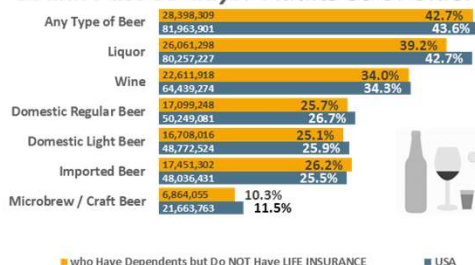 Any Type of Beer
28,398,309 42.7%
81,963,901 43.6%
Liquor
26,061,298 39.2%
80,257,227 42.7%
Wine
22,611,918 34.0%
64,439,274 34.3%
Domestic Regular Beer
17,099,248 25.7%
50,249,081 26.7%
Domestic Light Beer
16,708,016 25.1%
48,772,524 25.9%
Imported Beer
17,451,302 26.2%
48,036,431 25.5%
Microbrew / Craft Beer
6,864,055 10.3%
21,663,763 11.5%
who Have Dependents but Do NOT Have LIFE INSURANCE
USA